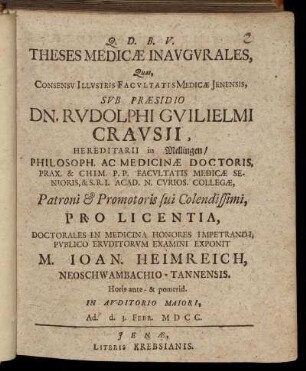 2
Q. D. B. V.
THESES MEDICÆ INAVGVRALES,
Quas,
CONSENSU ILLUSTRIS FACVLTATIS MEDICÆ JENENSIS,
SVB PRÆSIDIO
DN. RVDOLPHI GVILIELMI
CRAVSII,
HEREDITARII in Mellingen/
PHILOSOPH. AC MEDICINÆ DOCTORIS,
PRAX. & CHIM. P. P. FACVLTATIS MEDICÆ SE-
NIORIS, & S.R.I. ACAD. N. CVRIOS. COLLEGÆ,
Patroni & Promotoris sui Colendissimi,
PRO LICENTIA,
DOCTORALES IN MEDICINA HONORES IMPETRANDI,
PVBLICO ERVDITORVM EXAMINI EXPONIT
M. IOAN. HEIMREICH,
NEOSCHWAMBACHIO-TANNENSIS.
Horis ante- & pomerid.
IN AVDITORIO MAIORI,
Ad. d. 3. FEBR. MDCC.
JENÆ,
LITERIS KREBSIANIS.